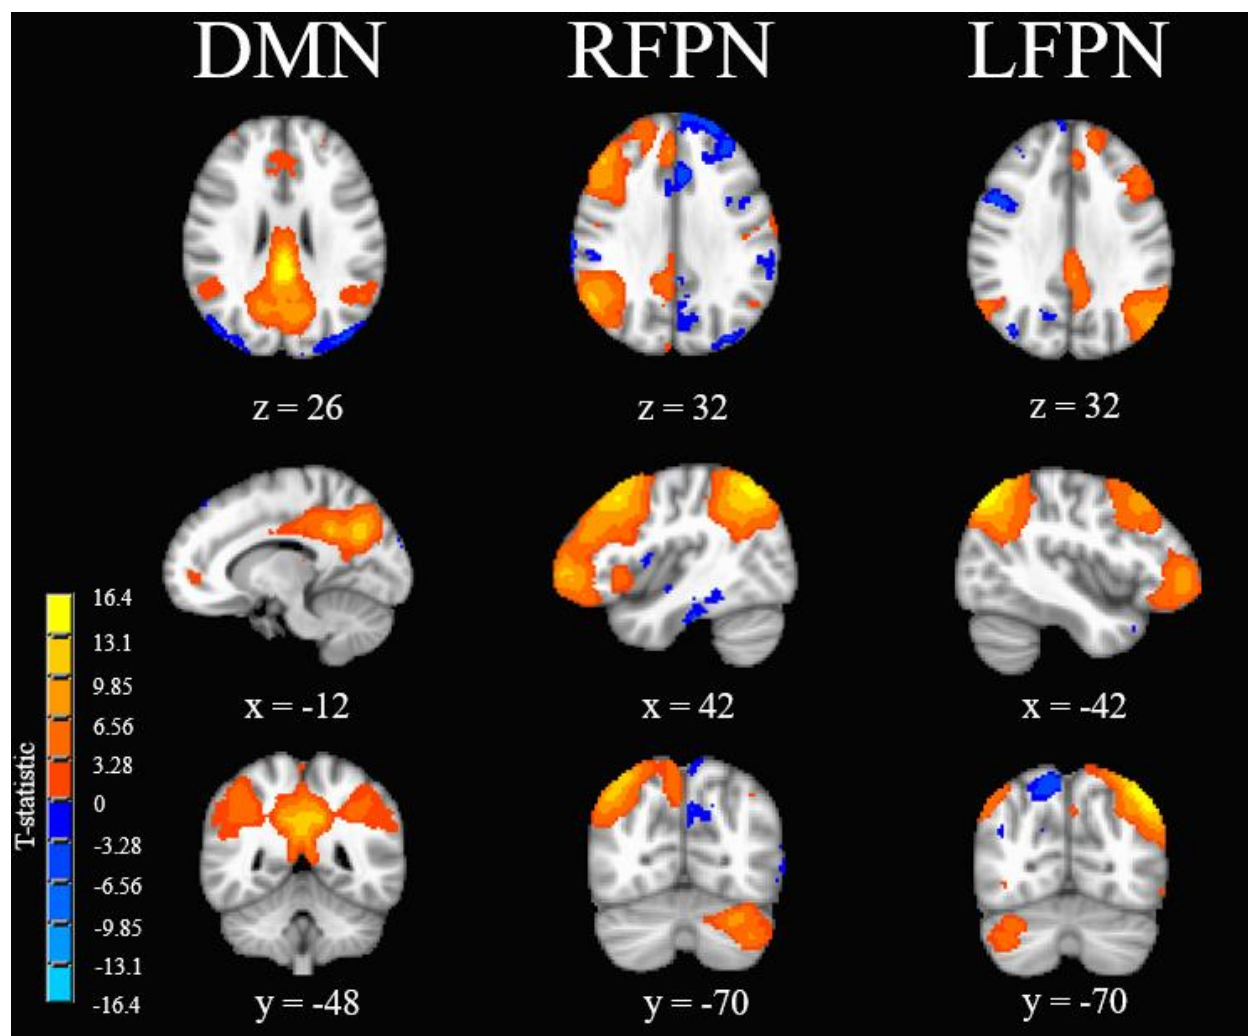 DMN RFPN LFPN
z = 26 z = 32 z = 32
x = -12 x = 42 x = -42
T-statistic
16.4
13.1
9.85
6.56
3.28
0
-3.28
-6.56
-9.85
-13.1
-16.4
y = -48 y = -70 y = -70